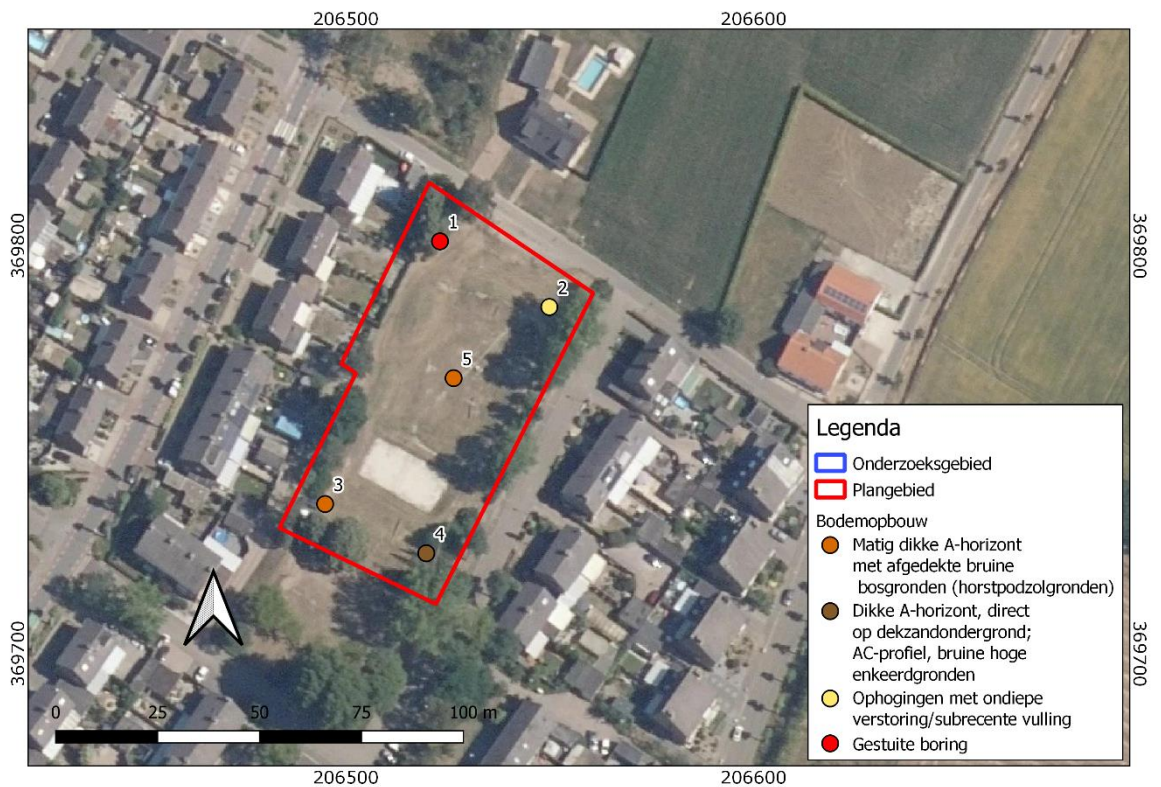 206500
206600
369800
369800
1
2
5
3
4
369700
369700
0
25
50
75
100 m
206500
206600
Legenda
Onderzoeksgebied
Plangebied
Bodemopbouw
Matig dikke A-horizont
met afgedekte bruine
bosgronden (horstpodzolgronden)
Dikke A-horizont, direct
op dekzandondergrond;
AC-profiel, bruine hoge
enkeerdgronden
Ophogingen met ondiepe
verstoring/subrecente vulling
Gestuite boring